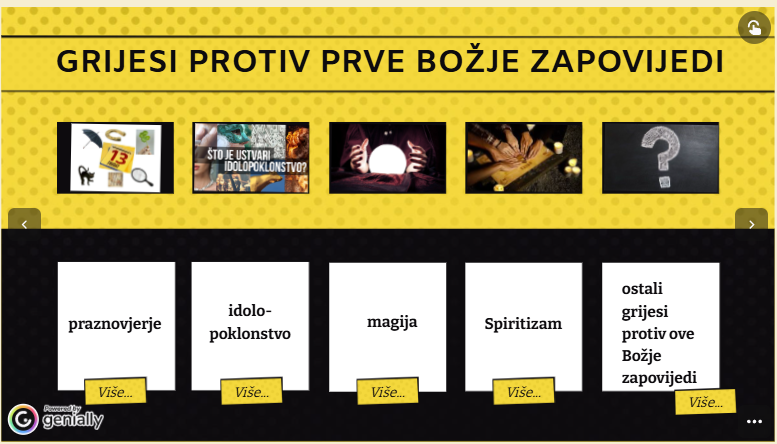 GRIJESI PROTIV PRVE BOŽJE ZAPOVIJEDI
13
ŠTO JE USTVARI
IDOLOPOKLONSTVO?
praznovjerje
idolo-
poklonstvo
magija
Spiritizam
ostali
grijesi
protiv ove
Božje
zapovijedi
Više...
Više...
Više...
Više...
Više...
Powered by
genially